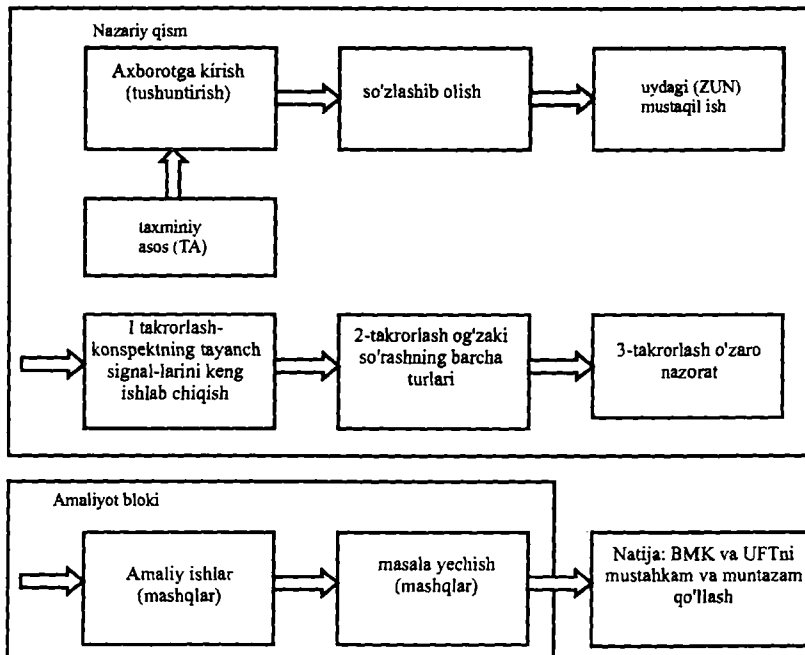 Nazariy qism
Axborotga kirish
(tushuntirish)
so'zlashib olish
uydagi (ZUN)
mustaqil ish
taxminiy
asos (TA)
I takrorlash-
konspektning tayanch
signal-larini keng
ishlab chiqish
2-takrorlash og'zaki
so'rashning barcha
turlari
3-takrorlash o'zaro
nazorat
Amaliyot bloki
Amaliy ishlar
(mashqlar)
masala yechish
(mashqlar)
Natija: BMK va UFTni
mustahkam va muntazam
qo'llash